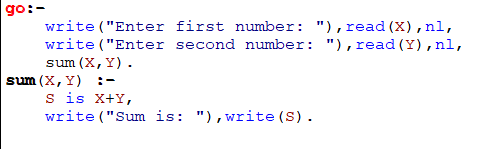 go:-
write("Enter first number: "),read(X),nl,
write("Enter second number: "),read(Y),nl,
sum(X,Y).
sum(X,Y) :-
S is X+Y,
write("Sum is: "),write(S).